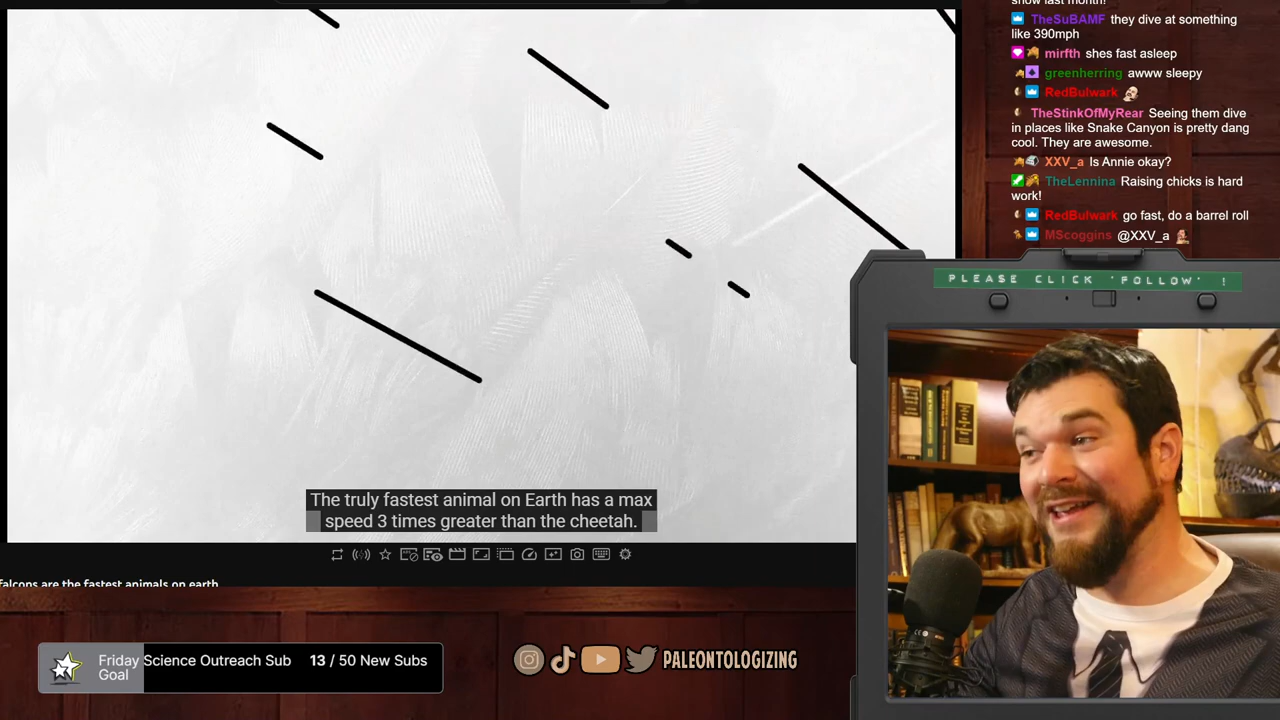 show last month!
TheSuBAMF they dive at something
like 390mph
mirfth shes fast asleep
greenherring awww sleepy
RedBulwark
TheStinkOfMyRear Seeing them dive
in places like Snake Canyon is pretty dang
cool. They are awesome.
XXV_a Is Annie okay?
TheLennina Raising chicks is hard
work!
RedBulwark go fast, do a barrel roll
MScoggins @XXV_a
PLEASE CLICK 'FOLLOW' !
The truly fastest animal on Earth has a max
speed 3 times greater than the cheetah.
falcons are the fastest animals on earth
Friday Science Outreach Sub
Goal
13 / 50 New Subs
PALEONTOLOGIZING